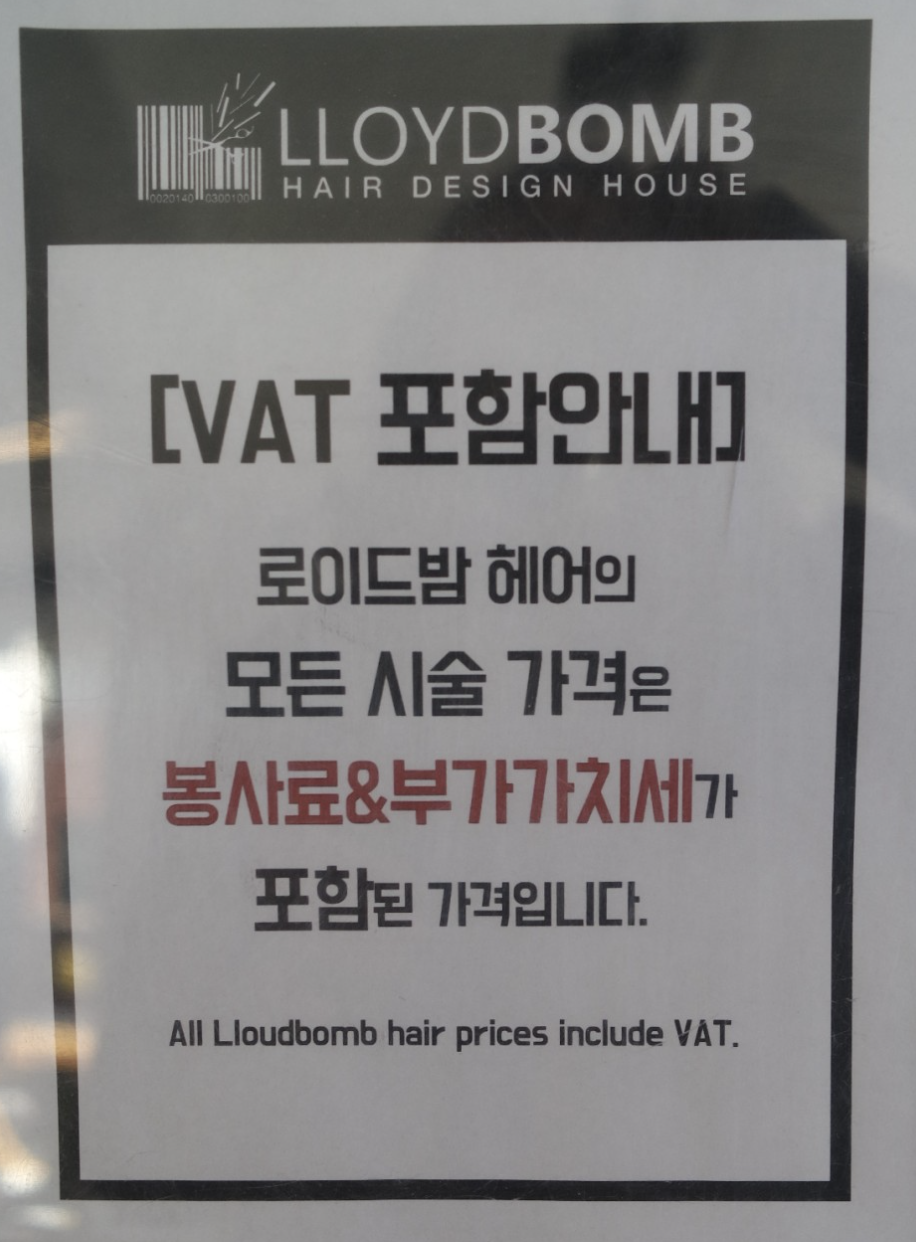 LLOYDBOMB
HAIR DESIGN HOUSE
0020140 0300100
[VAT 포함안내]
로이드밤 헤어의
모든 시술 가격은
봉사료&부가가치세가
포함된 가격입니다.
All Lloudbomb hair prices include VAT.